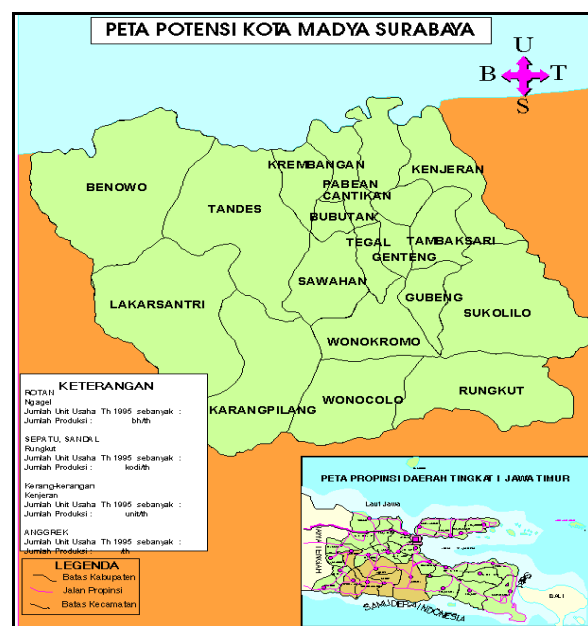 PETA POTENSI KOTA MADYA SURABAYA
U
B T
S
KREMBANGAN
KENJERAN
BENOWO
PABEAN
CANTIKAN
TANDES
BUBUTAN
TEGAL
TAMBAKSARI
GENTENG
SAWAHAN
LAKARSANTRI
GUBENG
SUKOLILO
WONOKROMO
RUNGKUT
KARANGPILANG
WONOCOLO
KETERANGAN
ROTAN
Ngagel
Jumlah Unit Usaha Th 1995 sebanyak :
Jumlah Produksi : bh/th
SEPATU, SANDAL
Rungkut
Jumlah Unit Usaha Th 1995 sebanyak :
Jumlah Produksi : kodi/th
Kerang-kerangan
Kenjeran
Jumlah Unit Usaha Th 1995 sebanyak :
Jumlah Produksi : unit/th
ANGGREK
Jumlah Unit Usaha Th 1995 sebanyak :
Jumlah Produksi : /th
LEGENDA
Batas Kabupaten
Jalan Propinsi
Batas Kecamatan
PETA PROPINSI DAERAH TINGKAT I JAWA TIMUR
Laut Jawa
SAMUDERA INDONESIA
BALI